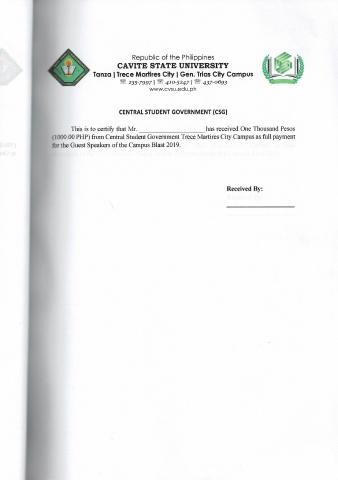 Republic of the Philippines
CAVITE STATE UNIVERSITY
Tanza | Trece Martires City | Gen. Trias City Campus
☏ 235-7997 | ☏ 410-5247 | ☏ 437-0693
www.cvsu.edu.ph
CENTRAL STUDENT GOVERNMENT (CSG)
This is to certify that Mr. ______________________ has received One Thousand Pesos
(1000.00 PHP) from Central Student Government Trece Martires City Campus as full payment
for the Guest Speakers of the Campus Blast 2019.
Received By: